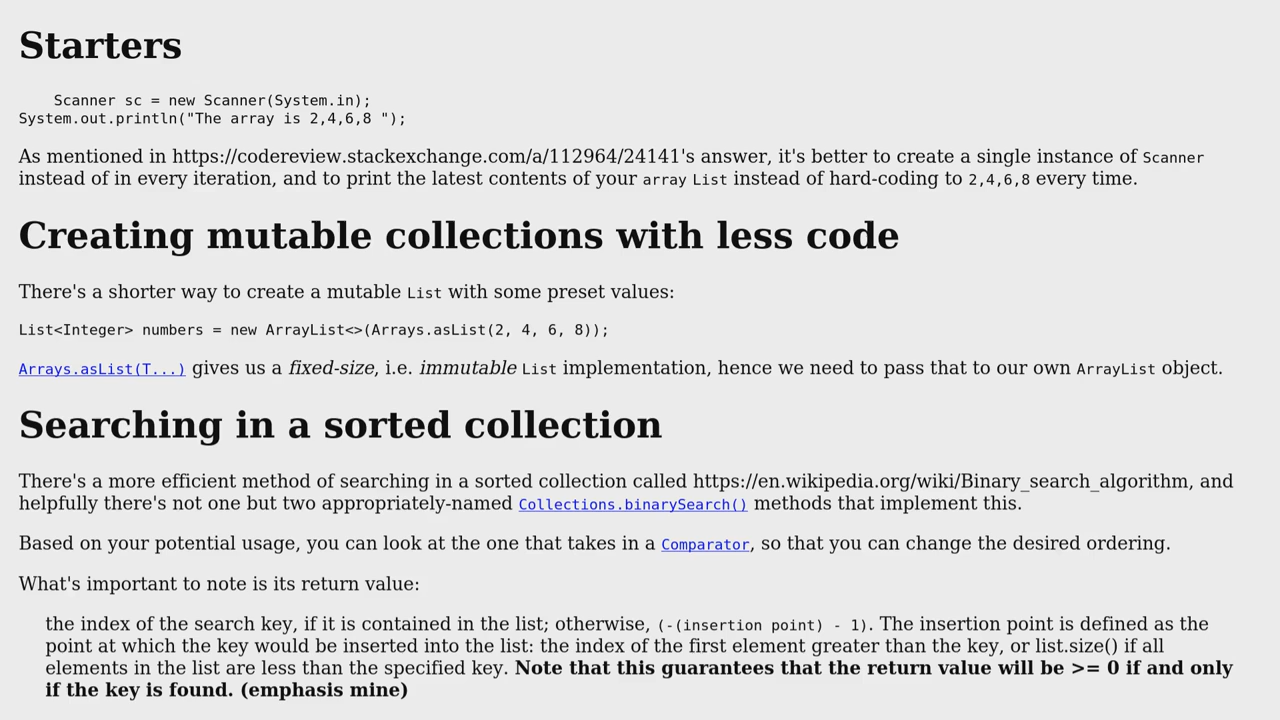 Starters
Scanner sc = new Scanner(System.in);
System.out.println("The array is 2,4,6,8 ");
As mentioned in https://codereview.stackexchange.com/a/112964/24141's answer, it's better to create a single instance of Scanner
instead of in every iteration, and to print the latest contents of your array List instead of hard-coding to 2,4,6,8 every time.
Creating mutable collections with less code
There's a shorter way to create a mutable List with some preset values:
List<Integer> numbers = new ArrayList<>(Arrays.asList(2, 4, 6, 8));
Arrays.asList(T...) gives us a fixed-size, i.e. immutable List implementation, hence we need to pass that to our own ArrayList object.
Searching in a sorted collection
There's a more efficient method of searching in a sorted collection called https://en.wikipedia.org/wiki/Binary_search_algorithm, and
helpfully there's not one but two appropriately-named Collections.binarySearch() methods that implement this.
Based on your potential usage, you can look at the one that takes in a Comparator, so that you can change the desired ordering.
What's important to note is its return value:
the index of the search key, if it is contained in the list; otherwise, (-(insertion point) - 1). The insertion point is defined as the
point at which the key would be inserted into the list: the index of the first element greater than the key, or list.size() if all
elements in the list are less than the specified key. Note that this guarantees that the return value will be >= 0 if and only
if the key is found. (emphasis mine)